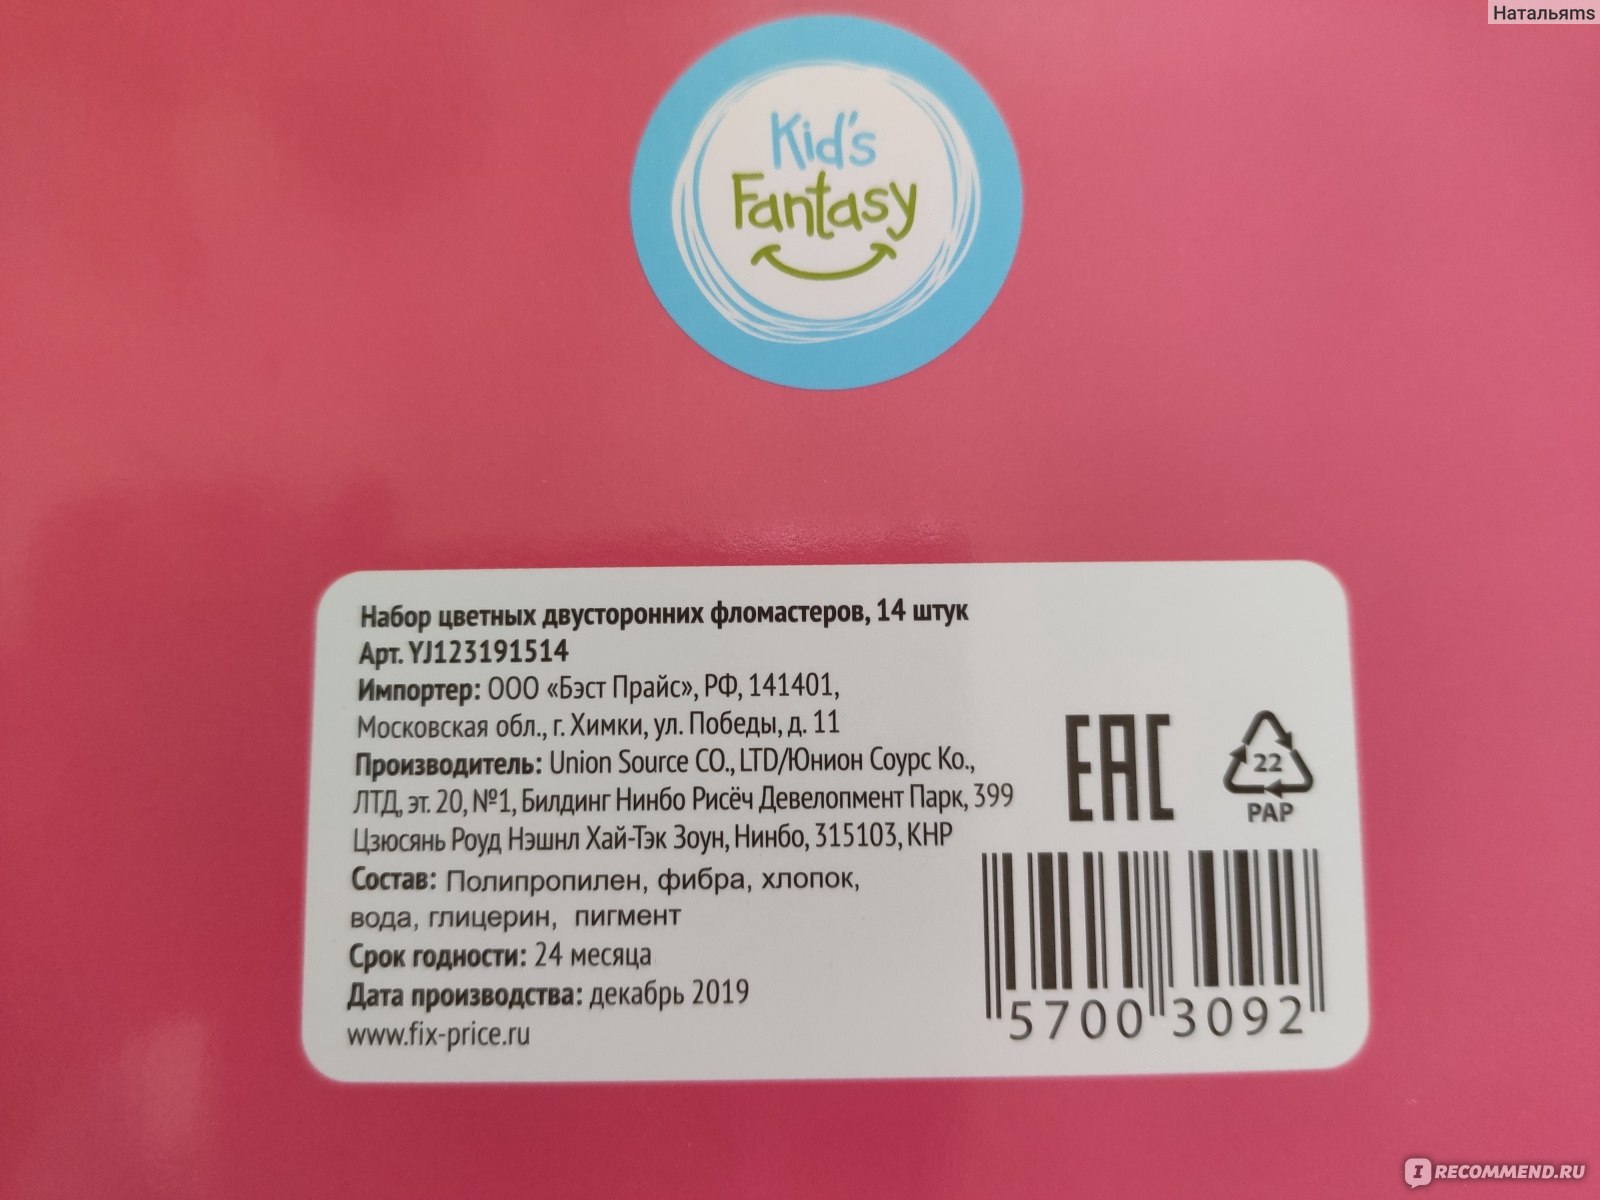 Натальяms
Kid's
Fantasy
Набор цветных двусторонних фломастеров, 14 штук
Арт. YJ123191514
Импортер: ООО «Бэст Прайс», РФ, 141401,
Московская обл., г. Химки, ул. Победы, д. 11
Производитель: Union Source CO., LTD/Юнион Соурс Ко.,
ЛТД, эт. 20, №1, Билдинг Нинбо Рисёч Девелопмент Парк, 399
Цзюсянь Роуд Нэшнл Хай-Тэк Зоун, Нинбо, 315103, КНР
Состав: Полипропилен, фибра, хлопок,
вода, глицерин, пигмент
Срок годности: 24 месяца
Дата производства: декабрь 2019
www.fix-price.ru
EAC
22
PAP
5700 3092
IRECOMMEND.RU